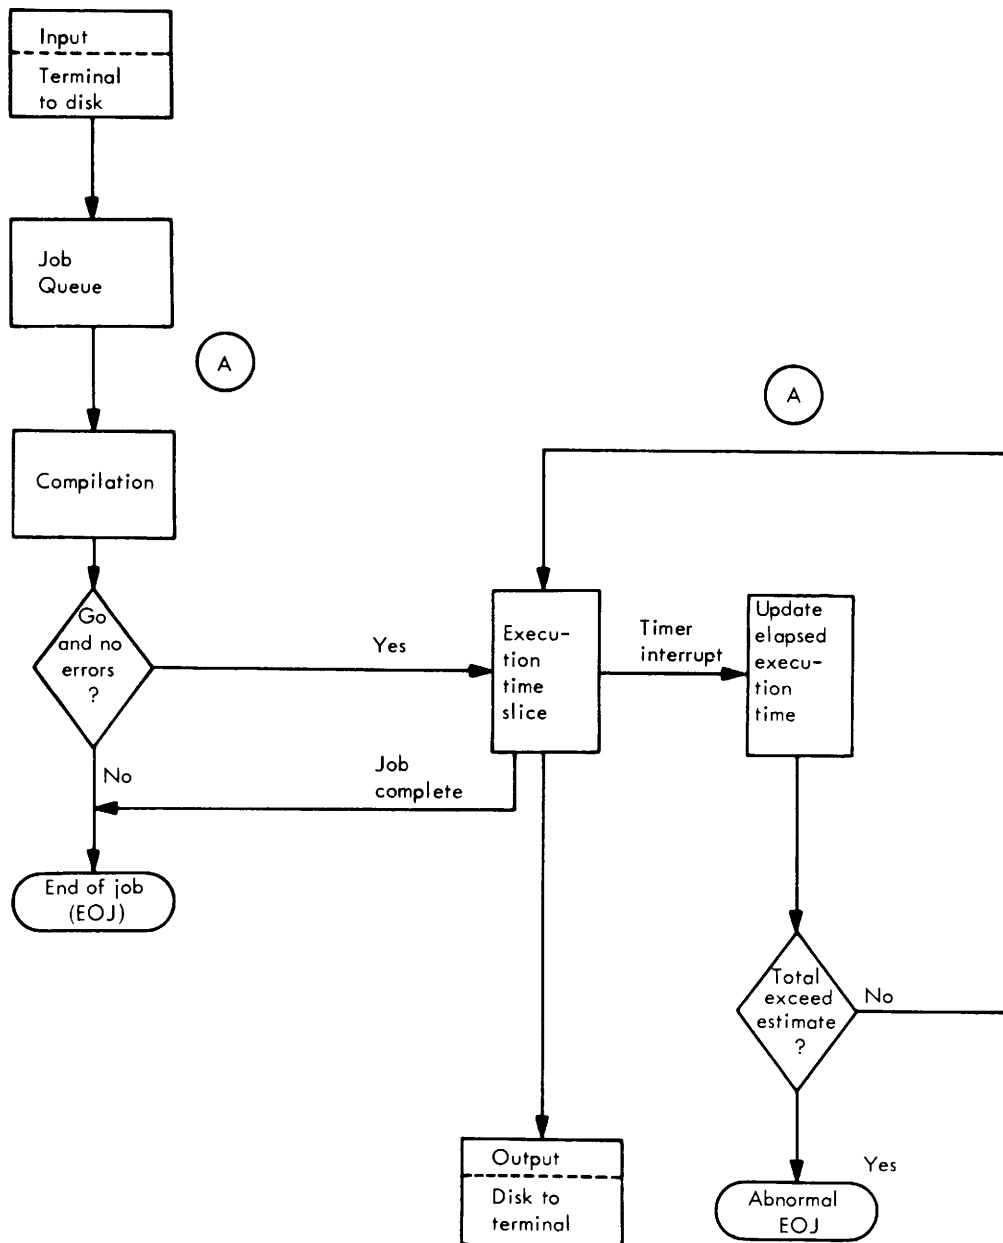 Input
Terminal
to disk
Job
Queue
A
A
Compilation
Go
and no
errors
?
Yes
Execu-
tion
time
slice
Timer
interrupt
Update
elapsed
execu-
tion
time
No
Job
complete
End of job
(EOJ)
Total
exceed
estimate
?
No
Output
Disk to
terminal
Yes
Abnormal
EOJ